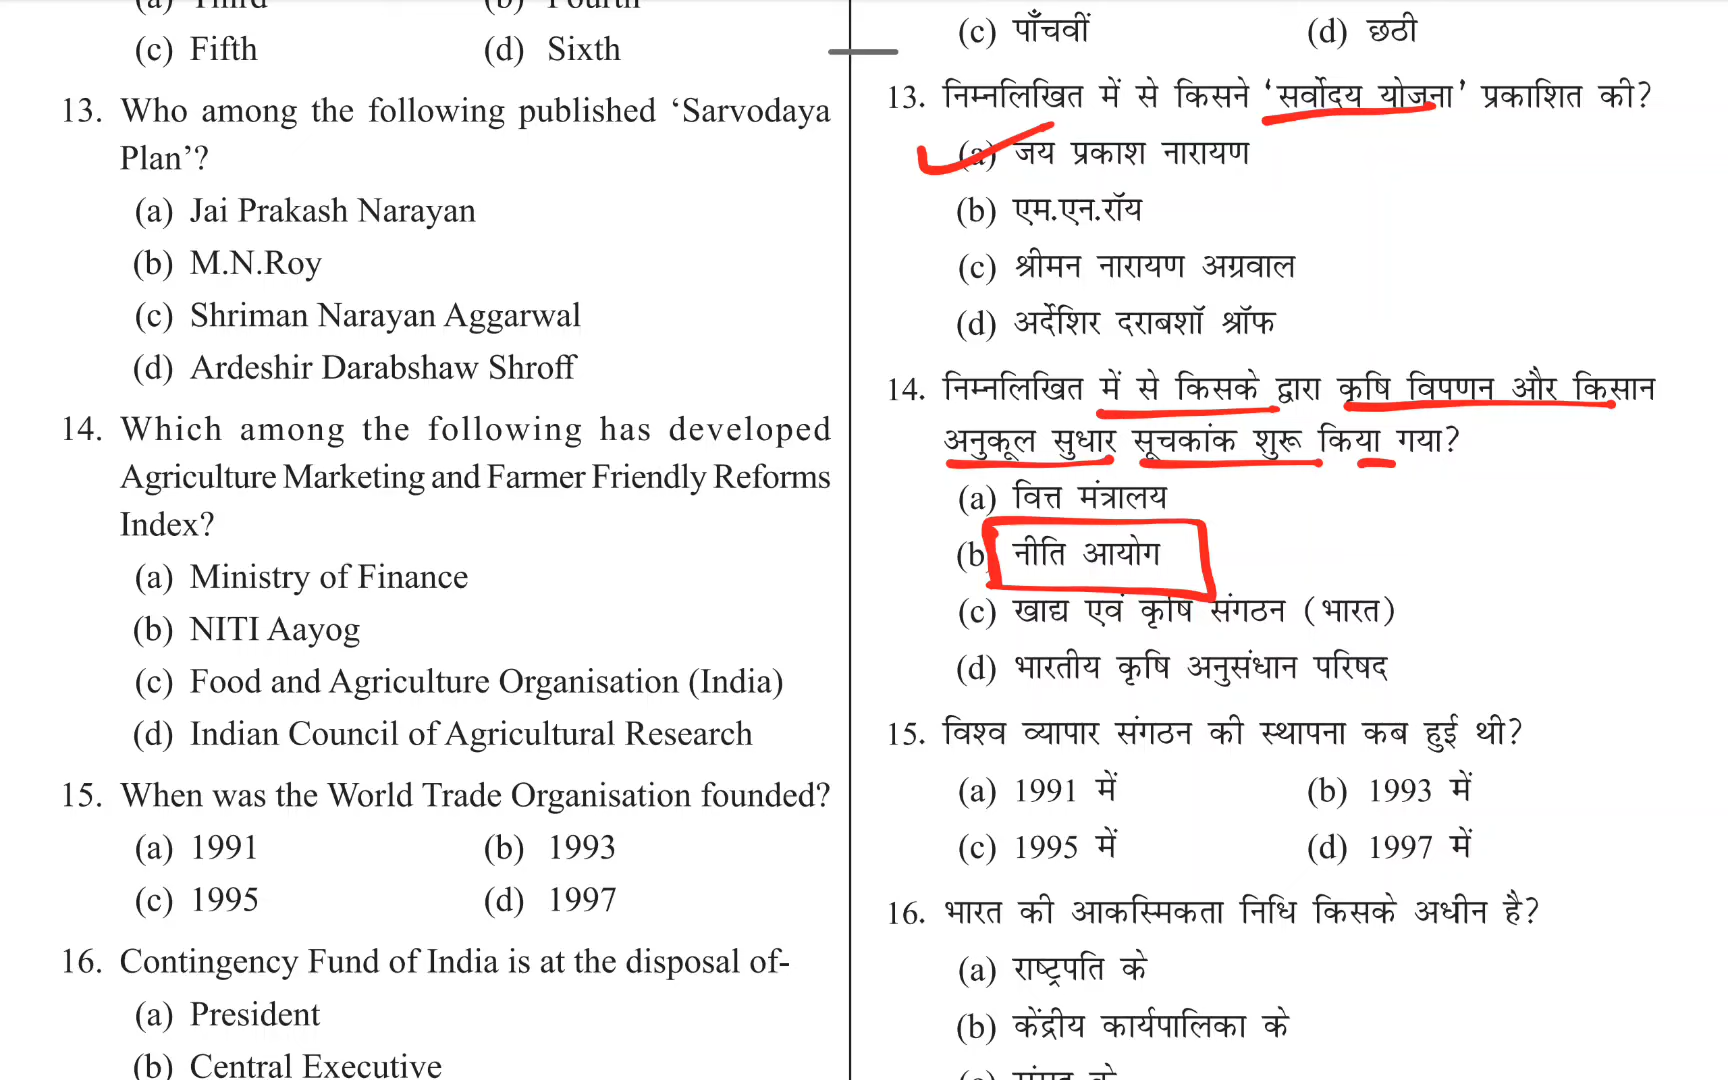 (a) Third (b) Fourth
(c) Fifth (d) Sixth
13. Who among the following published ‘Sarvodaya
Plan’?
(a) Jai Prakash Narayan
(b) M.N.Roy
(c) Shriman Narayan Aggarwal
(d) Ardeshir Darabshaw Shroff
14. Which among the following has developed
Agriculture Marketing and Farmer Friendly Reforms
Index?
(a) Ministry of Finance
(b) NITI Aayog
(c) Food and Agriculture Organisation (India)
(d) Indian Council of Agricultural Research
15. When was the World Trade Organisation founded?
(a) 1991 (b) 1993
(c) 1995 (d) 1997
16. Contingency Fund of India is at the disposal of-
(a) President
(b) Central Executive
(c) पाँचवीं (d) छठी
13. निम्नलिखित में से किसने ‘सर्वोदय योजना’ प्रकाशित की?
(a) जय प्रकाश नारायण
(b) एम.एन.रॉय
(c) श्रीमन नारायण अग्रवाल
(d) अर्देशिर दराबशॉ श्रॉफ
14. निम्नलिखित में से किसके द्वारा कृषि विपणन और किसान
अनुकूल सुधार सूचकांक शुरू किया गया?
(a) वित्त मंत्रालय
(b) नीति आयोग
(c) खाद्य एवं कृषि संगठन (भारत)
(d) भारतीय कृषि अनुसंधान परिषद
15. विश्व व्यापार संगठन की स्थापना कब हुई थी?
(a) 1991 में (b) 1993 में
(c) 1995 में (d) 1997 में
16. भारत की आकस्मिकता निधि किसके अधीन है?
(a) राष्ट्रपति के
(b) केंद्रीय कार्यपालिका के